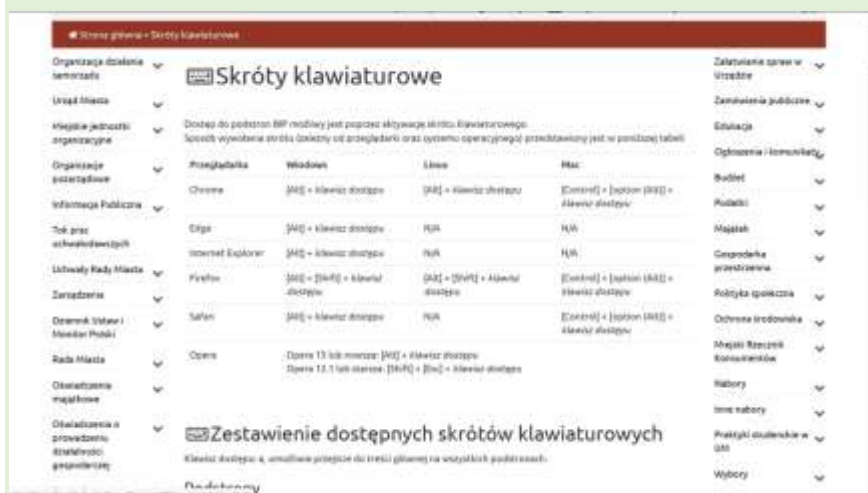 Strona główna » Skróty klawiaturowe
Organizacja działania
samorządu
Urząd Miasta
Miejskie jednostki
organizacyjne
Organizacje
pozarządowe
Informacja Publiczna
Tok prac
uchwałodawczych
Uchwały Rady Miasta
Zarządzenia
Dziennik Ustaw i
Monitor Polski
Rada Miasta
Oświadczenia
majątkowe
Oświadczenia o
prowadzeniu
działalności
gospodarczej
Skróty klawiaturowe
Dostęp do podstron BIP możliwy jest poprzez aktywację skrótu klawiaturowego.
Sposób wywołania skrótu (zależny od przeglądarki oraz systemu operacyjnego) przedstawiony jest w poniższej tabeli
Przeglądarka Windows Linux Mac
Chrome [Alt] + klawisz dostępu [Alt] + klawisz dostępu [Control] + [option (Alt)] +
klawisz dostępu
Edge [Alt] + klawisz dostępu N/A N/A
Internet Explorer [Alt] + klawisz dostępu N/A N/A
Firefox [Alt] + [Shift] + klawisz [Alt] + [Shift] + klawisz [Control] + [option (Alt)] +
dostępu dostępu klawisz dostępu
Safari [Alt] + klawisz dostępu N/A [Control] + [option (Alt)] +
klawisz dostępu
Opera Opera 15 lub nowsza: [Alt] + klawisz dostępu
Opera 12.1 lub starsza: [Shift] + [Esc] + klawisz dostępu
Zestawienie dostępnych skrótów klawiaturowych
Klawisz dostępu: a, umożliwia przejście do treści głównej na wszystkich podstronach.
Podstrony
Załatwianie spraw w
Urzędzie
Zamówienia publiczne
Edukacja
Ogłoszenia i komunikaty
Budżet
Podatki
Majątek
Gospodarka
przestrzenna
Polityka społeczna
Ochrona środowiska
Miejski Rzecznik
Konsumentów
Nabory
Inne nabory
Praktyki studenckie w
UM
Wybory